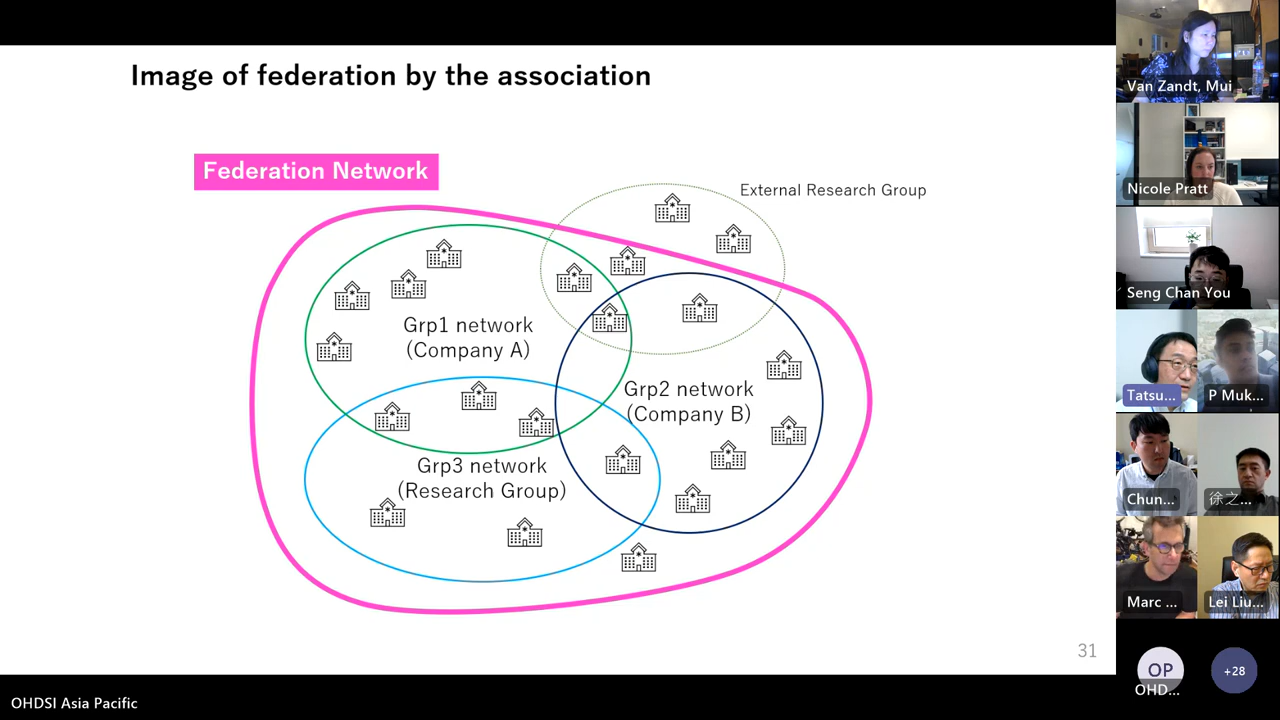 Image of federation by the association
Federation Network
External Research Group
Grp1 network
(Company A)
Grp2 network
(Company B)
Grp3 network
(Research Group)
31
OHDSI Asia Pacific
Van Zandt, Mui
Nicole Pratt
Seng Chan You
Tatsu...
P Muk...
Chun...
徐之...
Marc ...
Lei Liu...
OP
OHD...
+28